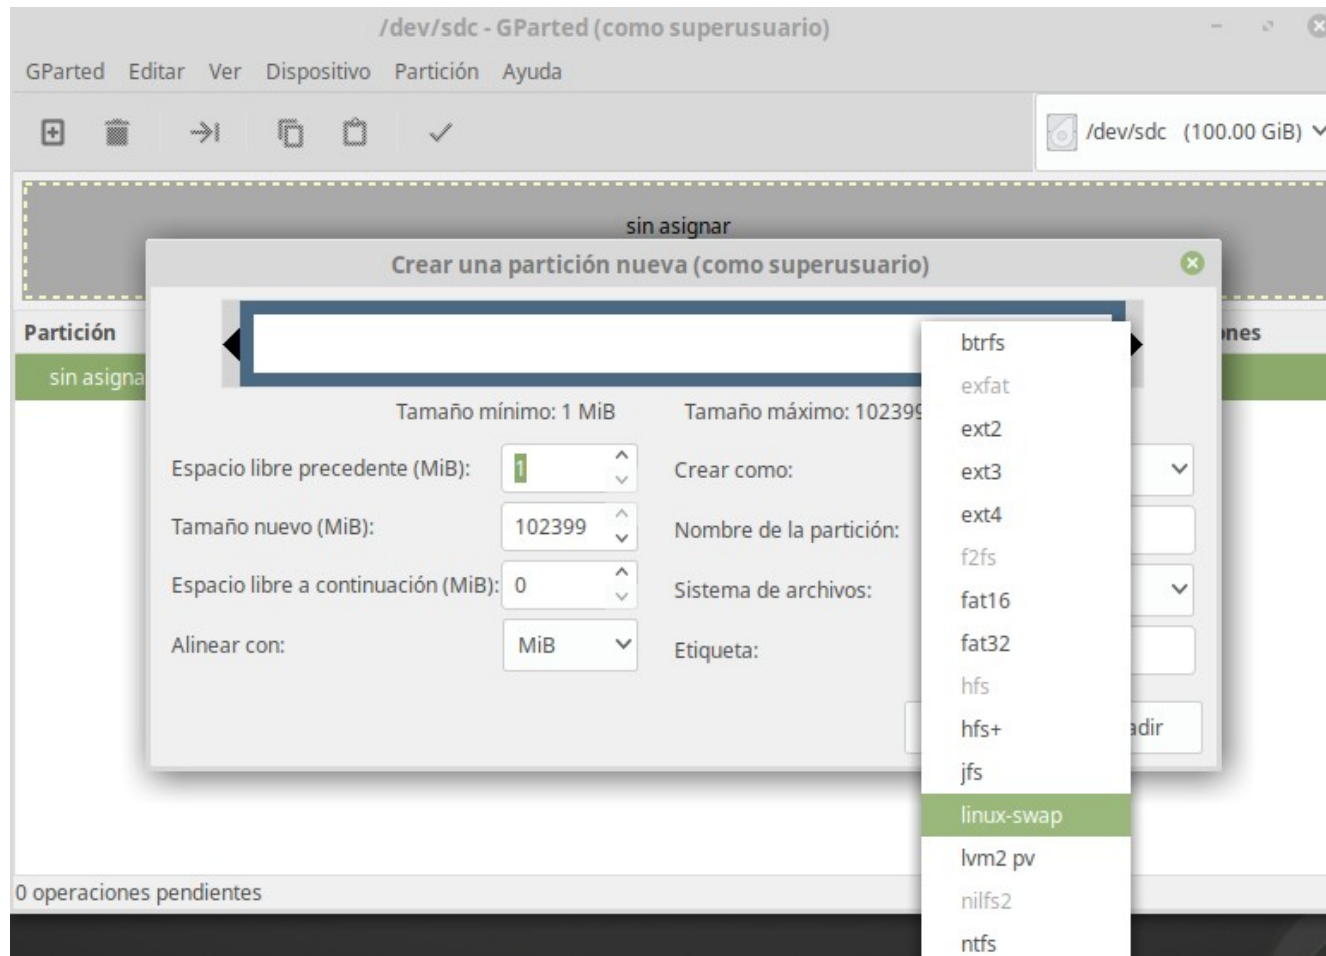 /dev/sdc - GParted (como superusuario)
GParted Editar Ver Dispositivo Partición Ayuda
/dev/sdc (100.00 GiB)
sin asignar
Crear una partición nueva (como superusuario)
Partición
nes
sin asigna
Tamaño mínimo: 1 MiB Tamaño máximo: 102399
Espacio libre precedente (MiB): 1 Crear como:
Tamaño nuevo (MiB): 102399 Nombre de la partición:
Espacio libre a continuación (MiB): 0 Sistema de archivos:
Alinear con: MiB Etiqueta:
adir
btrfs
exfat
ext2
ext3
ext4
f2fs
fat16
fat32
hfs
hfs+
jfs
linux-swap
lvm2 pv
nilfs2
ntfs
0 operaciones pendientes